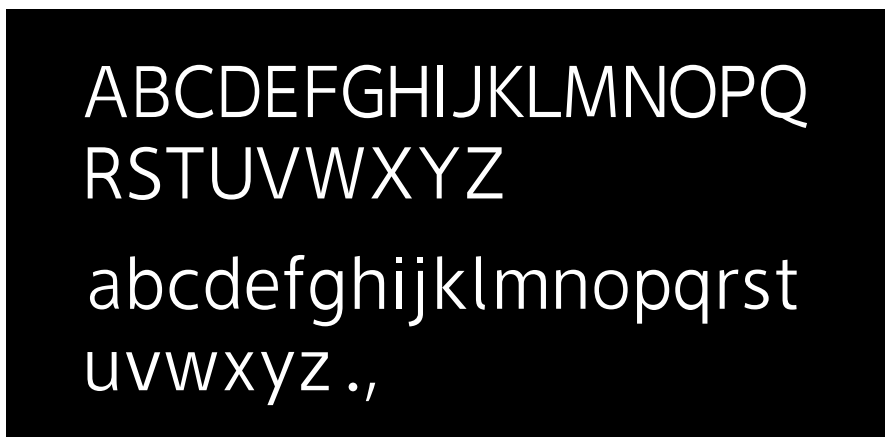 ABCDEFGHIJKLMNOPQ
RSTUVWXYZ
abcdefghijklmnopqrst
uvwxyz .,